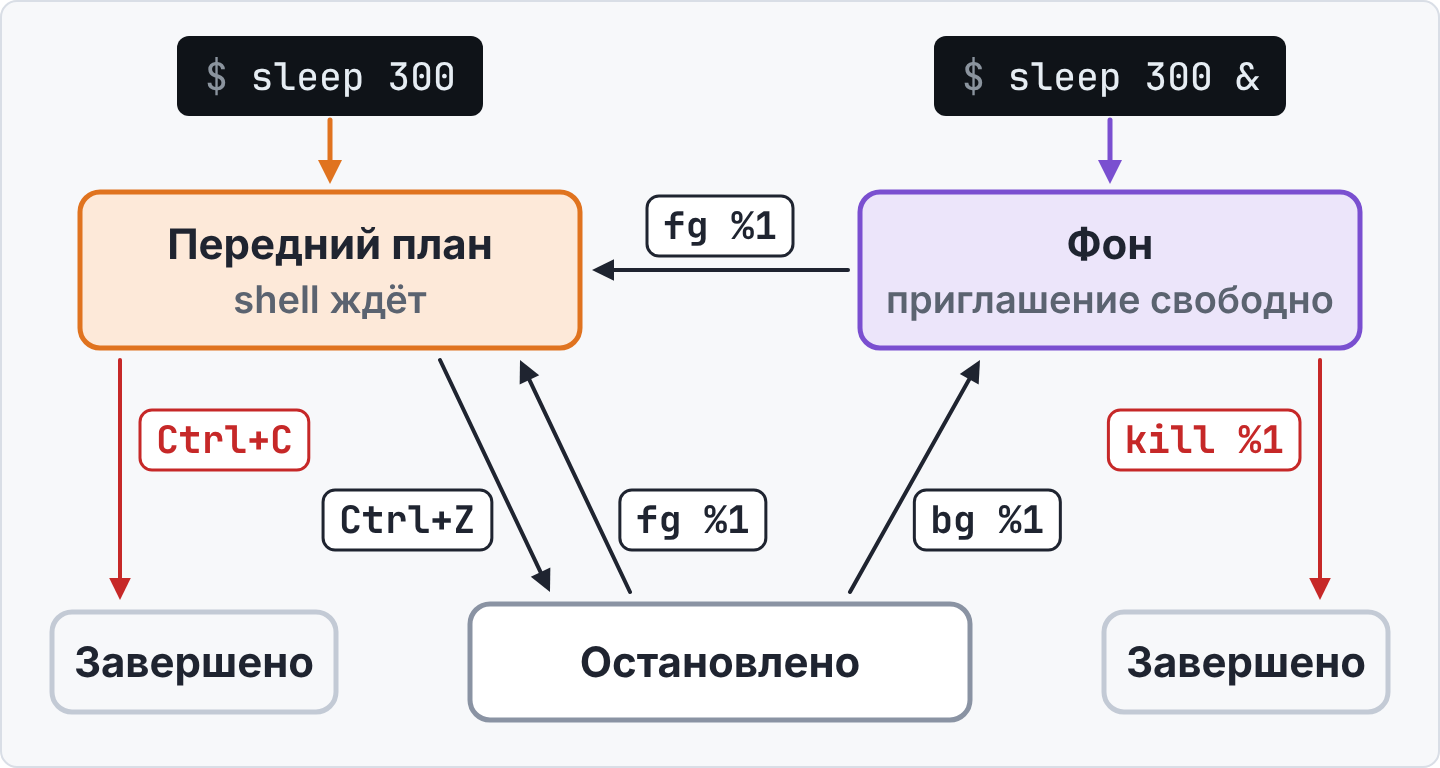 $ sleep 300
$ sleep 300 &
Передний план
shell ждёт
fg %1
Фон
приглашение свободно
Ctrl+C
kill %1
Ctrl+Z
fg %1
bg %1
Завершено
Остановлено
Завершено